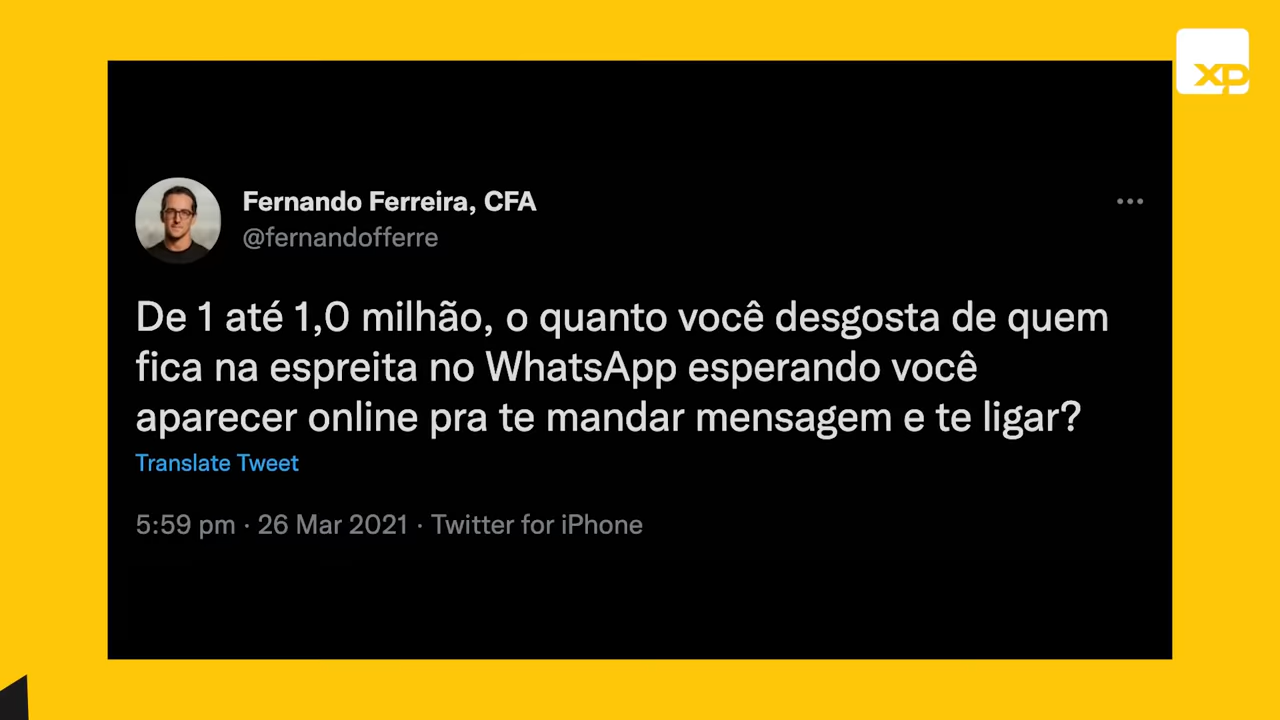 XP
Fernando Ferreira, CFA
@fernandofferre
De 1 até 1,0 milhão, o quanto você desgosta de quem
fica na espreita no WhatsApp esperando você
aparecer online pra te mandar mensagem e te ligar?
Translate Tweet
5:59 pm · 26 Mar 2021 · Twitter for iPhone